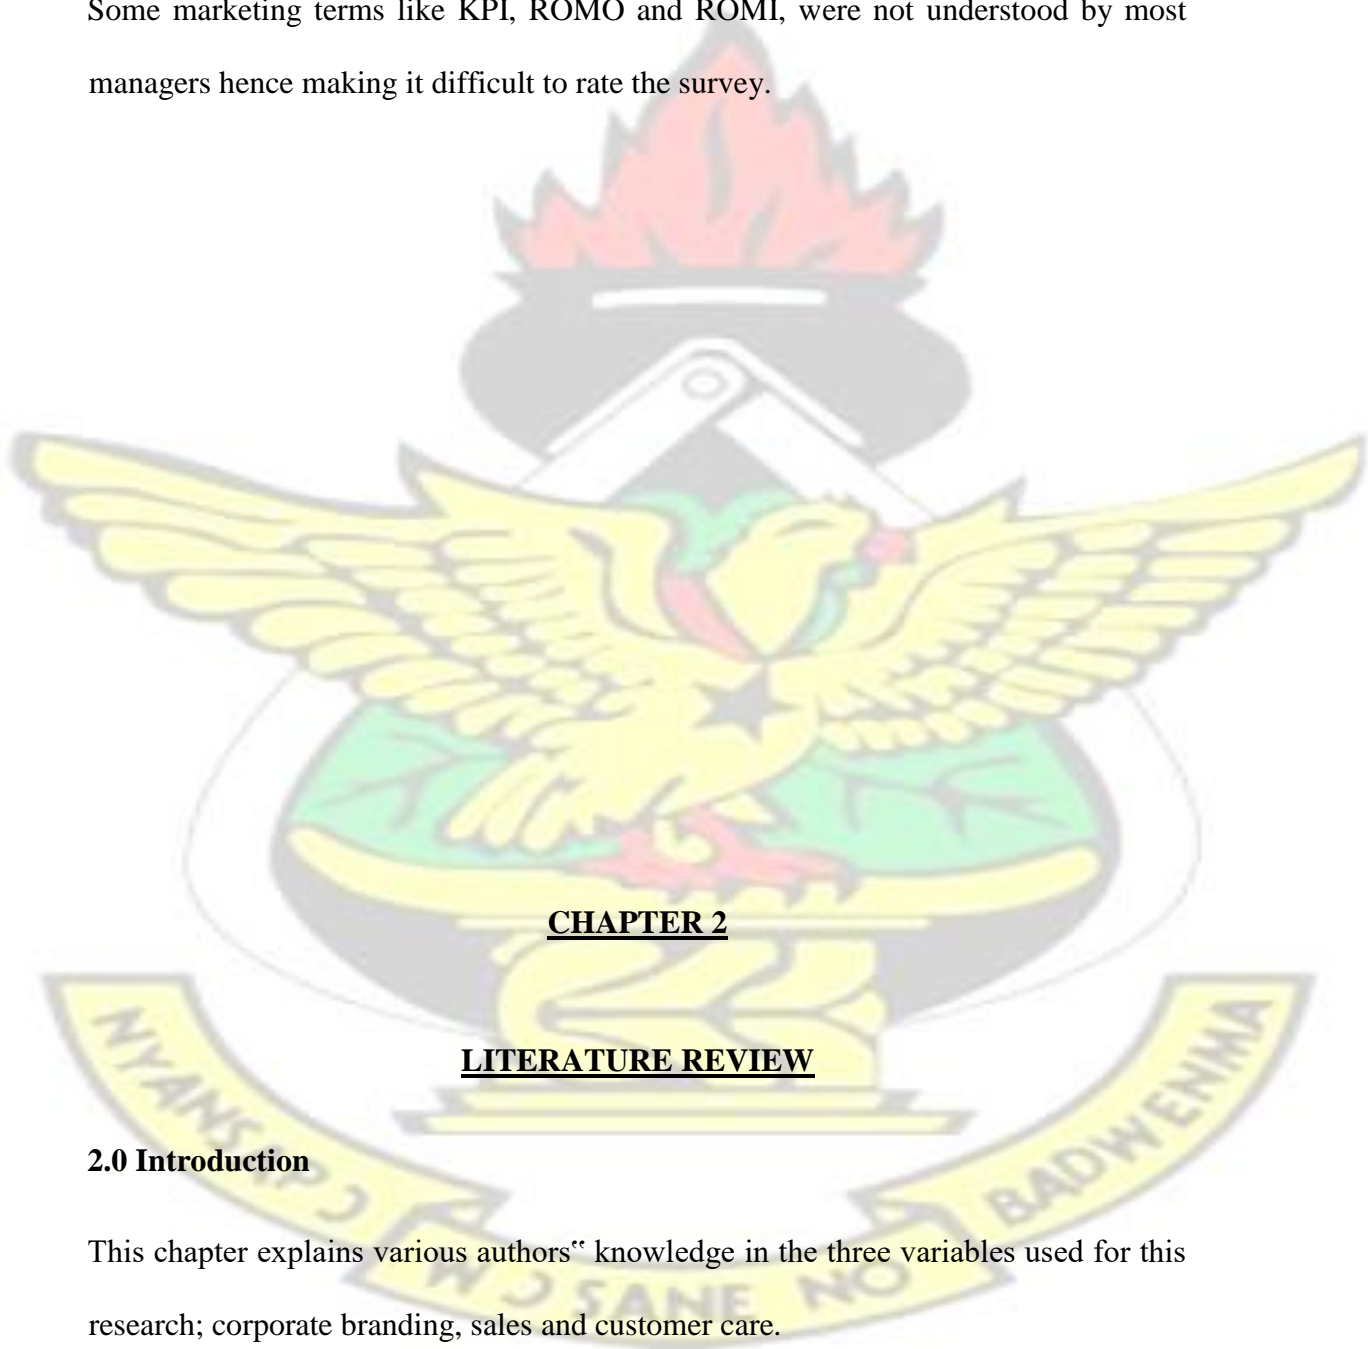 Some marketing terms like KPI, ROMO and ROMI, were not understood by most
managers hence making it difficult to rate the survey.
CHAPTER 2
LITERATURE REVIEW
2.0 Introduction
This chapter explains various authors‟ knowledge in the three variables used for this
research; corporate branding, sales and customer care.
NYANSAPƆ WƆSANE NO BADWENMA